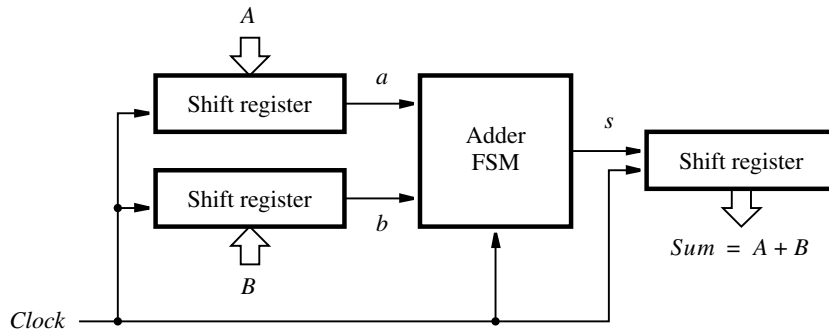 A
Shift register
a
Adder
FSM
s
Shift register
Shift register
b
B
Sum = A + B
Clock